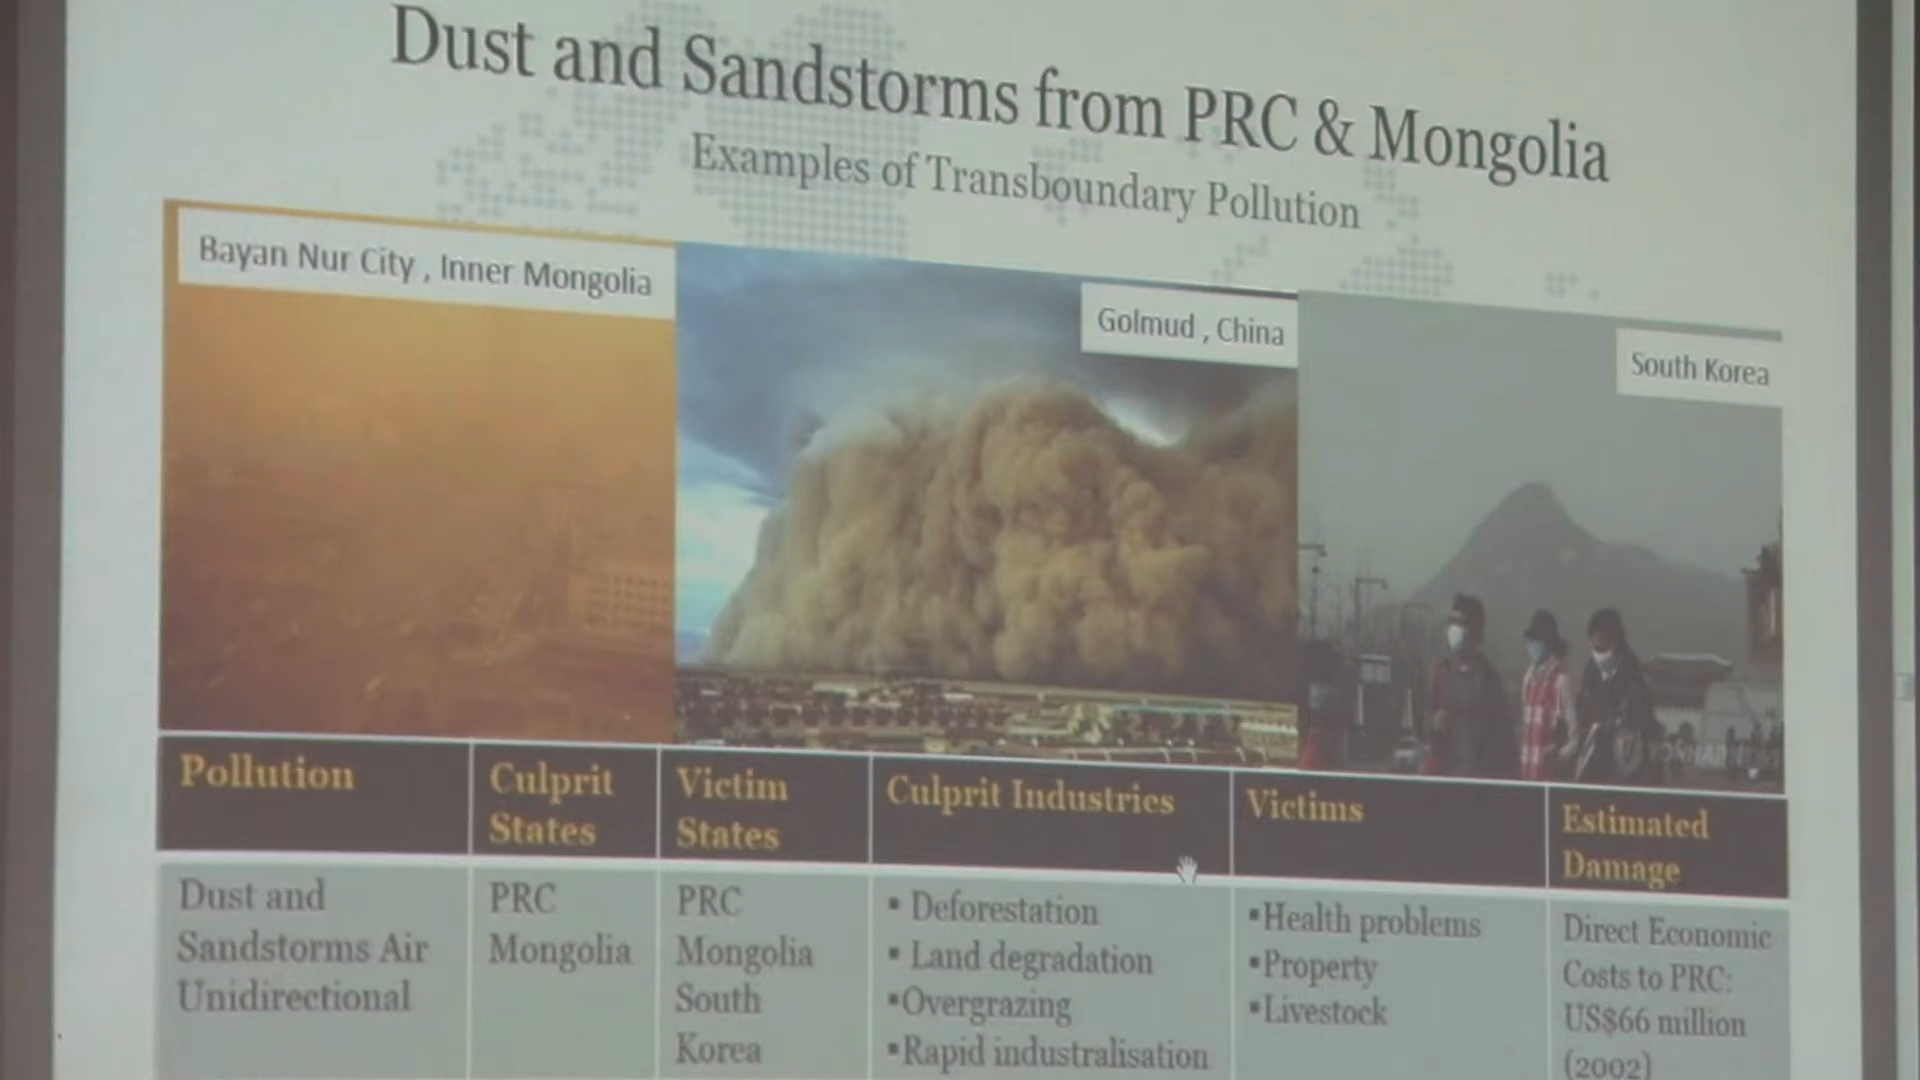 Dust and Sandstorms from PRC & Mongolia
Examples of Transboundary Pollution
Bayan Nur City , Inner Mongolia
Golmud , China
South Korea
Pollution
Culprit
States
Victim
States
Culprit Industries
Victims
Estimated
Damage
Dust and
Sandstorms Air
Unidirectional
PRC
Mongolia
PRC
Mongolia
South
Korea
▪ Deforestation
▪ Land degradation
▪Overgrazing
▪Rapid industralisation
▪Health problems
▪Property
▪Livestock
Direct Economic
Costs to PRC:
US$66 million
(2002)